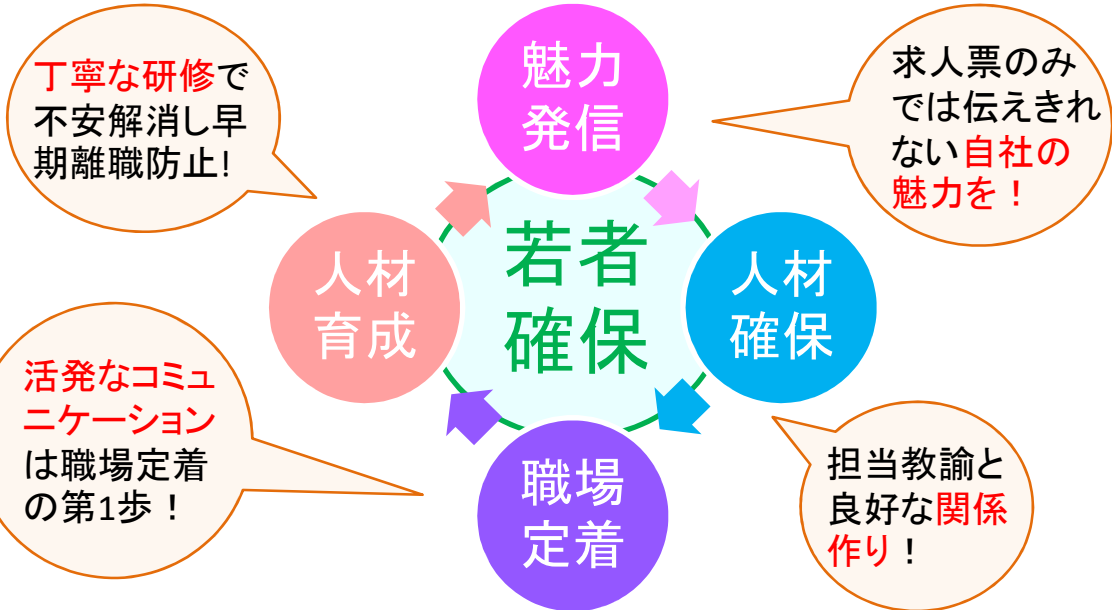 丁寧な研修で
不安解消し早
期離職防止!
魅力
発信
求人票のみ
では伝えきれ
ない自社の
魅力を！
若者
確保
人材
育成
人材
確保
活発なコミュ
ニケーション
は職場定着
の第1歩！
職場
定着
担当教諭と
良好な関係
作り！